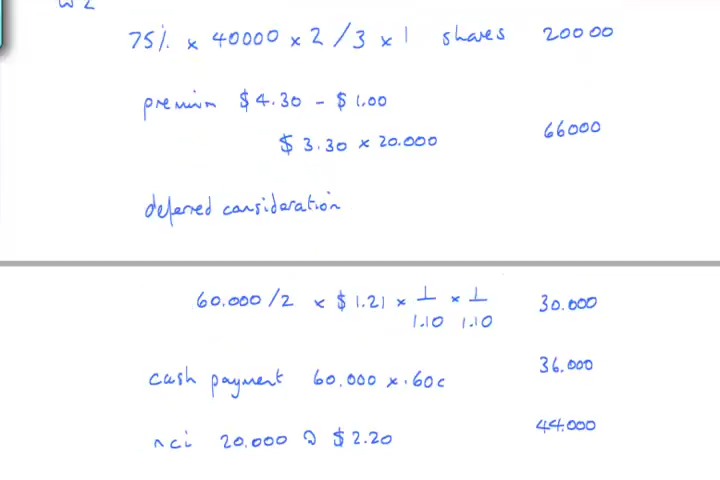 W2
75% × 40000 × 2 / 3 × 1 shares 20000
premium $4.30 - $1.00
$3.30 × 20.000 66000
deferred consideration
60.000 / 2 × $1.21 × 1/1.10 × 1/1.10 30.000
cash payment 60.000 × .60c 36.000
nci 20.000 @ $2.20 44.000